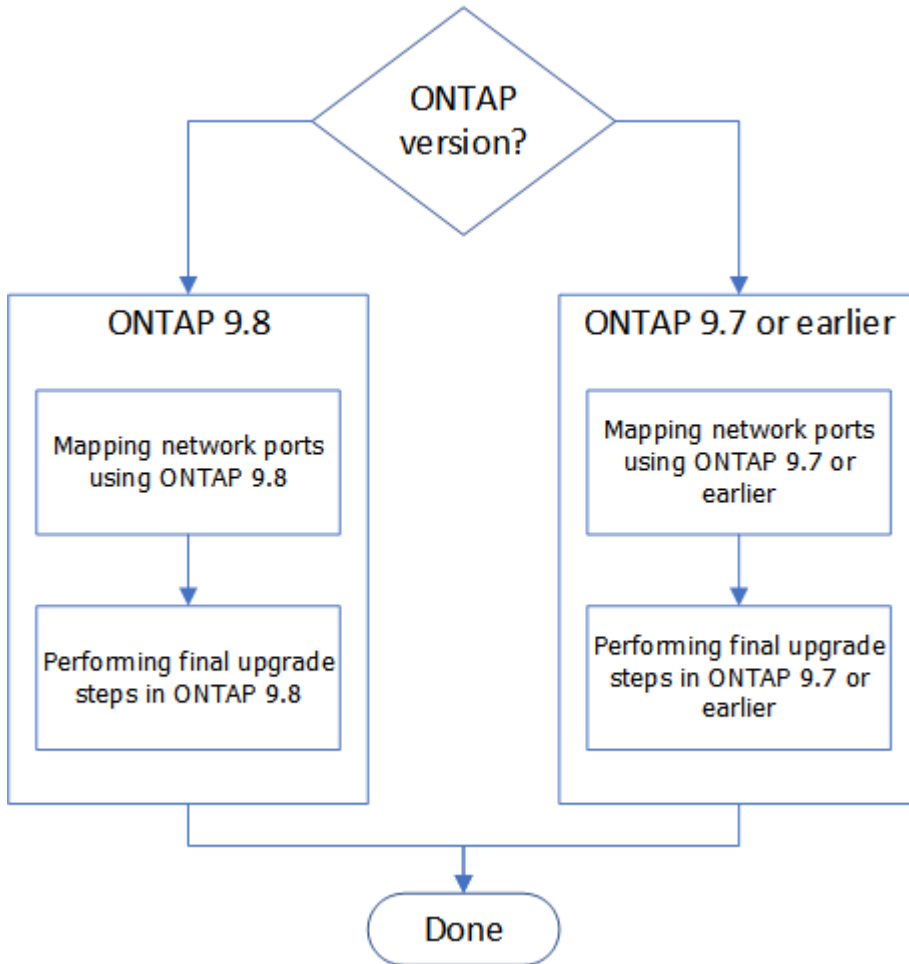 ONTAP
version?
ONTAP 9.8
Mapping network ports
using ONTAP 9.8
Performing final upgrade
steps in ONTAP 9.8
ONTAP 9.7 or earlier
Mapping network ports
using ONTAP 9.7 or
earlier
Performing final upgrade
steps in ONTAP 9.7 or
earlier
Done